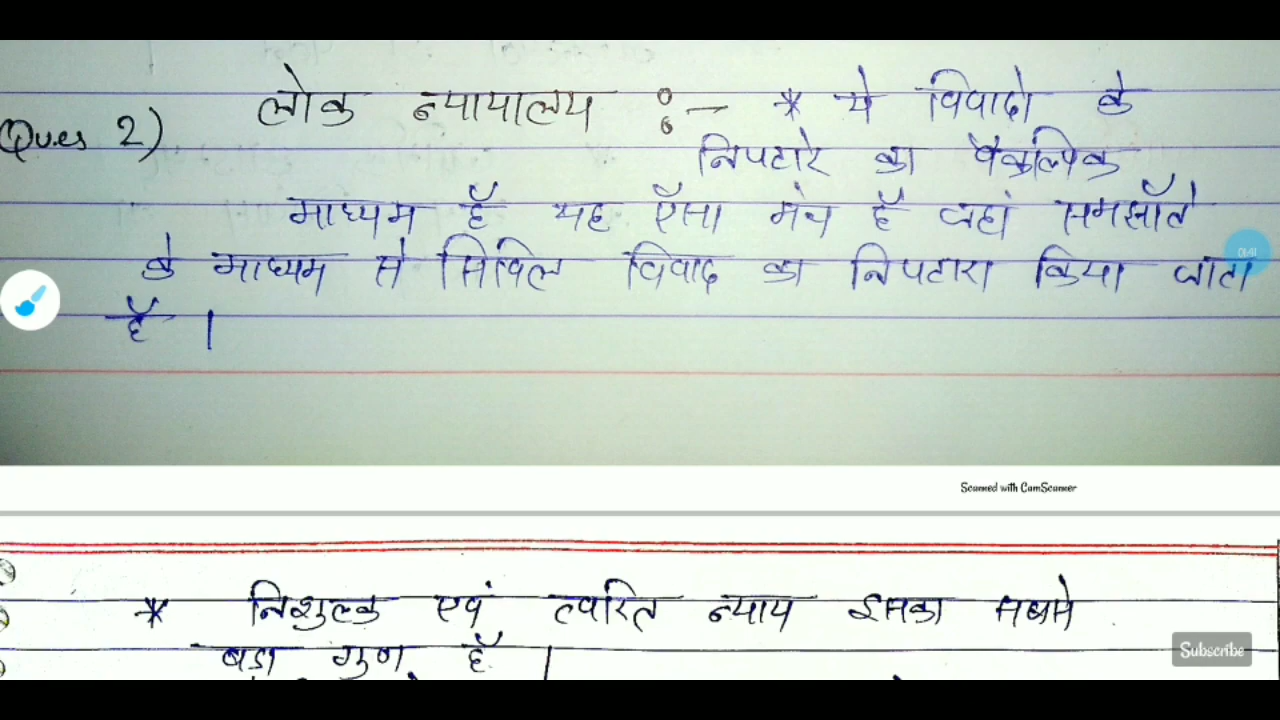 Ques 2) लोक न्यायालय :- * ये विवादो के
निपटारे का वैकल्पिक
माध्यम है यह ऐसा मंच है जहां समझौते
के माध्यम से सिविल विवाद का निपटारा किया जाता
है ।
Scanned with CamScanner
* निशुल्क एवं त्वरित न्याय इसका सबसे
बड़ा गुण है ।
Subscribe